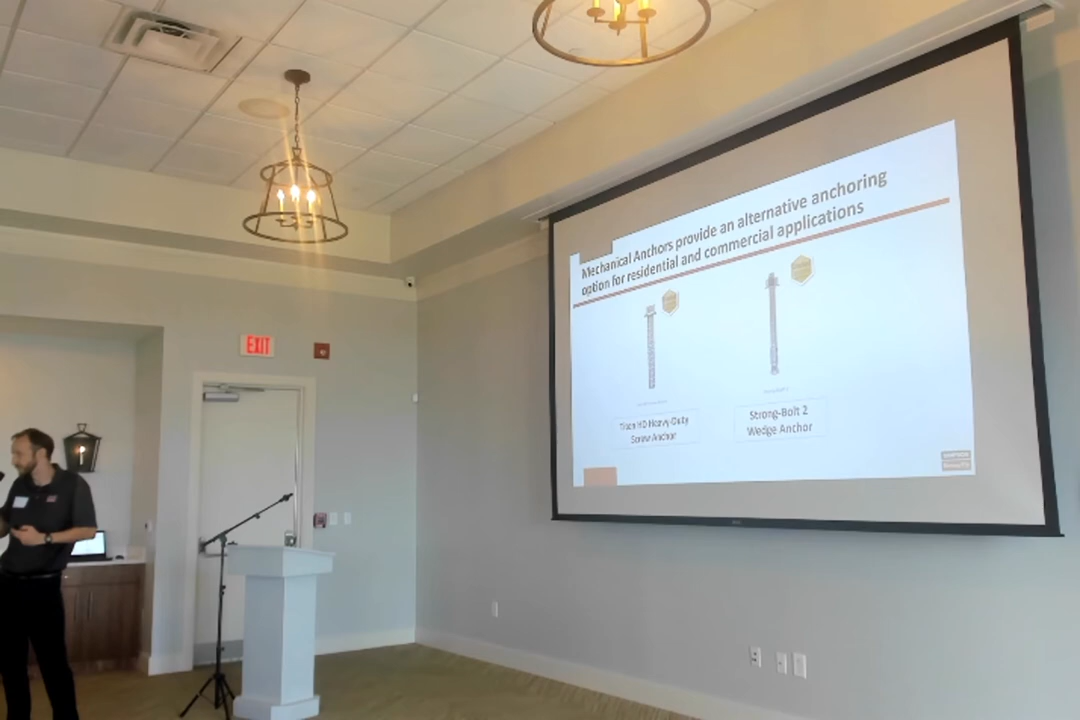 Mechanical Anchors provide an alternative anchoring
option for residential and commercial applications
Titen HD Heavy-Duty
Screw Anchor
Strong-Bolt 2
Wedge Anchor
EXIT